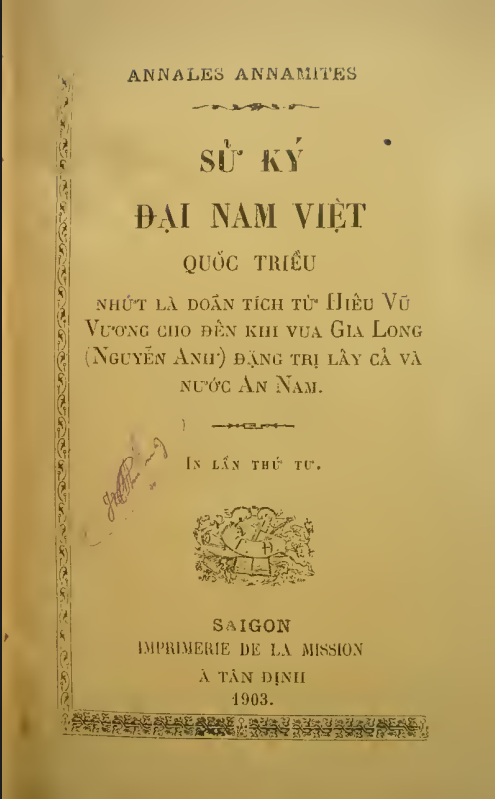 ANNALES ANNAMITES
SỬ KÝ
ĐẠI NAM VIỆT
QUỐC TRIỀU
NHỨT LÀ DOÃN TÍCH TỪ HIẾU VŨ
VƯƠNG CHO ĐẾN KHI VUA GIA LONG
(NGUYỄN ANH) ĐẶNG TRỊ LẤY CẢ VÀ
NƯỚC AN NAM.
IN LẦN THỨ TƯ.
SAIGON
IMPRIMERIE DE LA MISSION
À TÂN ĐỊNH
1903.